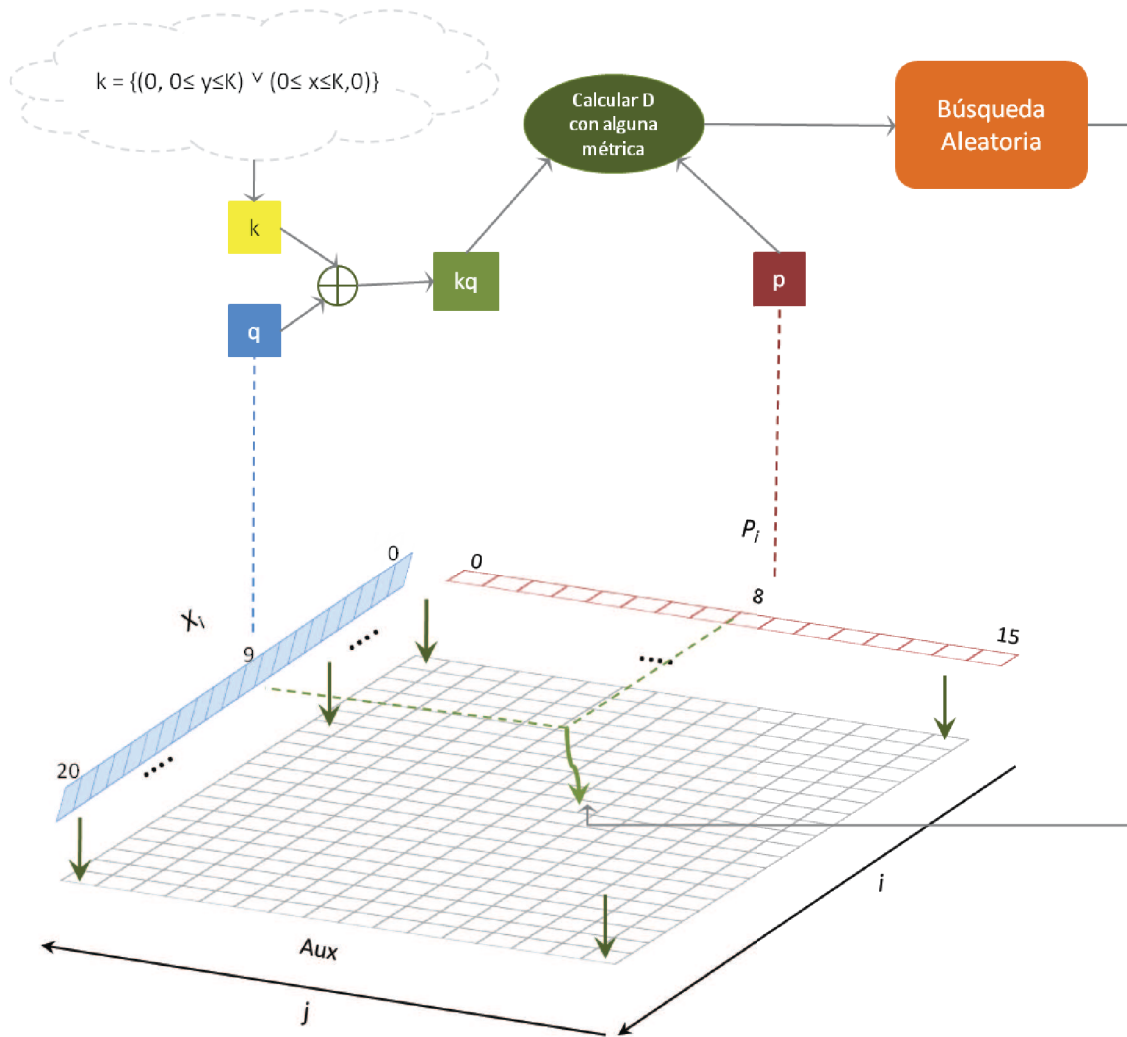 k = {(0, 0≤ y≤K) ˅ (0≤ x≤K,0)}
Calcular D
con alguna
métrica
Búsqueda
Aleatoria
k
kq
p
q
P i
0
0
8
X i
15
9
20
i
Aux
j